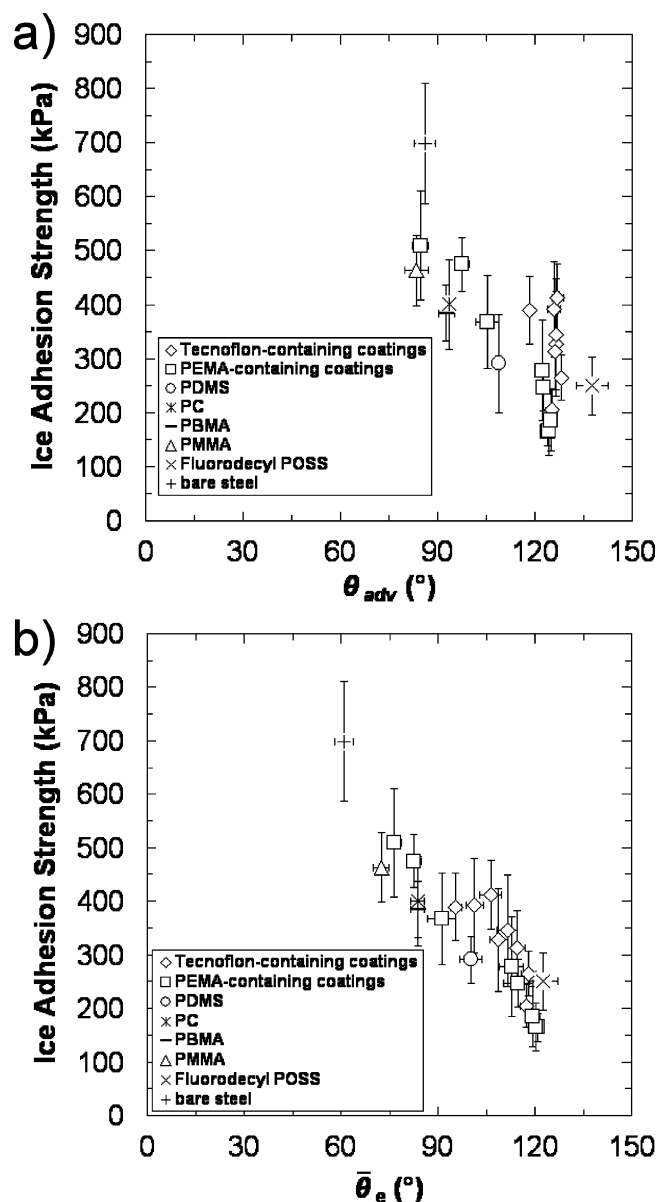 a)
900
800
700
600
500
400
300
200
100
0
Ice Adhesion Strength (kPa)
Tecnoflon-containing coatings
PEMA-containing coatings
PDMS
PC
PBMA
PMMA
Fluorodecyl POSS
bare steel
0 30 60 90 120 150
θ adv (°)
b)
900
800
700
600
500
400
300
200
100
0
Ice Adhesion Strength (kPa)
Tecnoflon-containing coatings
PEMA-containing coatings
PDMS
PC
PBMA
PMMA
Fluorodecyl POSS
bare steel
0 30 60 90 120 150
θ̅ e (°)